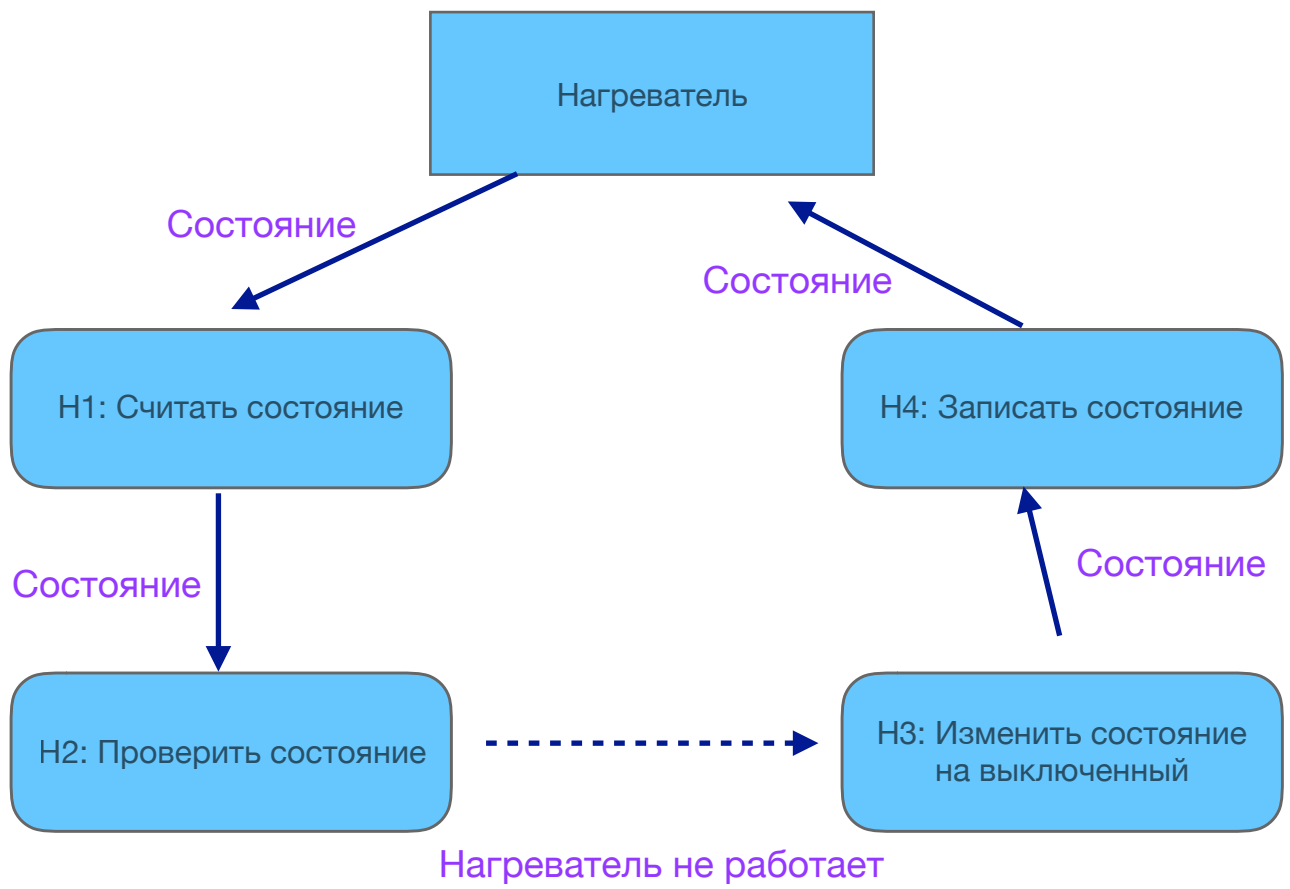 Нагреватель
Состояние
Состояние
H1: Считать состояние
H4: Записать состояние
Состояние
Состояние
H2: Проверить состояние
H3: Изменить состояние
на выключенный
Нагреватель не работает